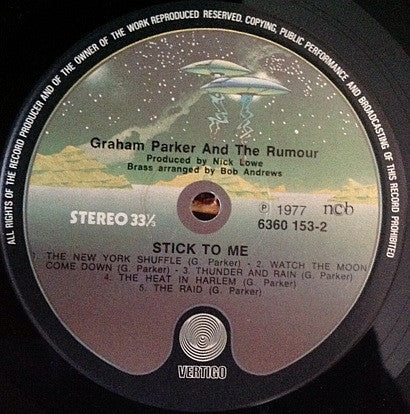 ALL RIGHTS OF THE RECORD PRODUCER AND OF THE OWNER OF THE WORK REPRODUCED RESERVED. COPYING, PUBLIC PERFORMANCE AND BROADCASTING OF THIS RECORD PROHIBITED
Graham Parker And The Rumour
Produced by Nick Lowe
Brass arranged by Bob Andrews
STEREO 33⅓
Ⓟ 1977 ncb
6360 153-2
STICK TO ME
1. THE NEW YORK SHUFFLE (G. Parker) - 2. WATCH THE MOON
COME DOWN (G. Parker) - 3. THUNDER AND RAIN (G. Parker)
4. THE HEAT IN HARLEM (G. Parker)
5. THE RAID (G. Parker)
VERTIGO